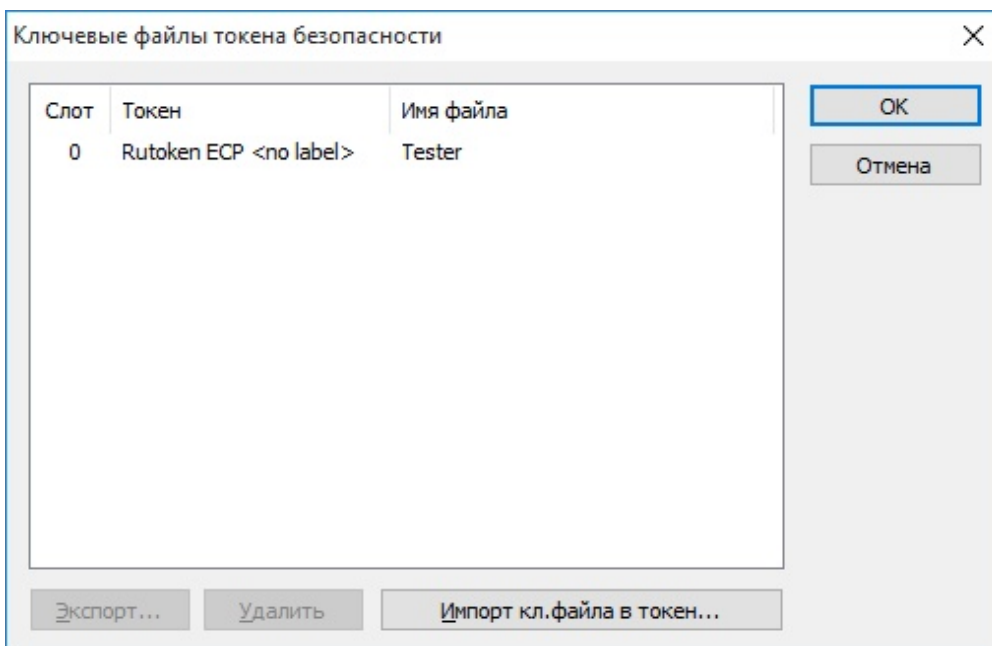 Ключевые файлы токена безопасности
Слот Токен Имя файла
0 Rutoken ECP <no label> Tester
OK
Отмена
Экспорт... Удалить Импорт кл.файла в токен...